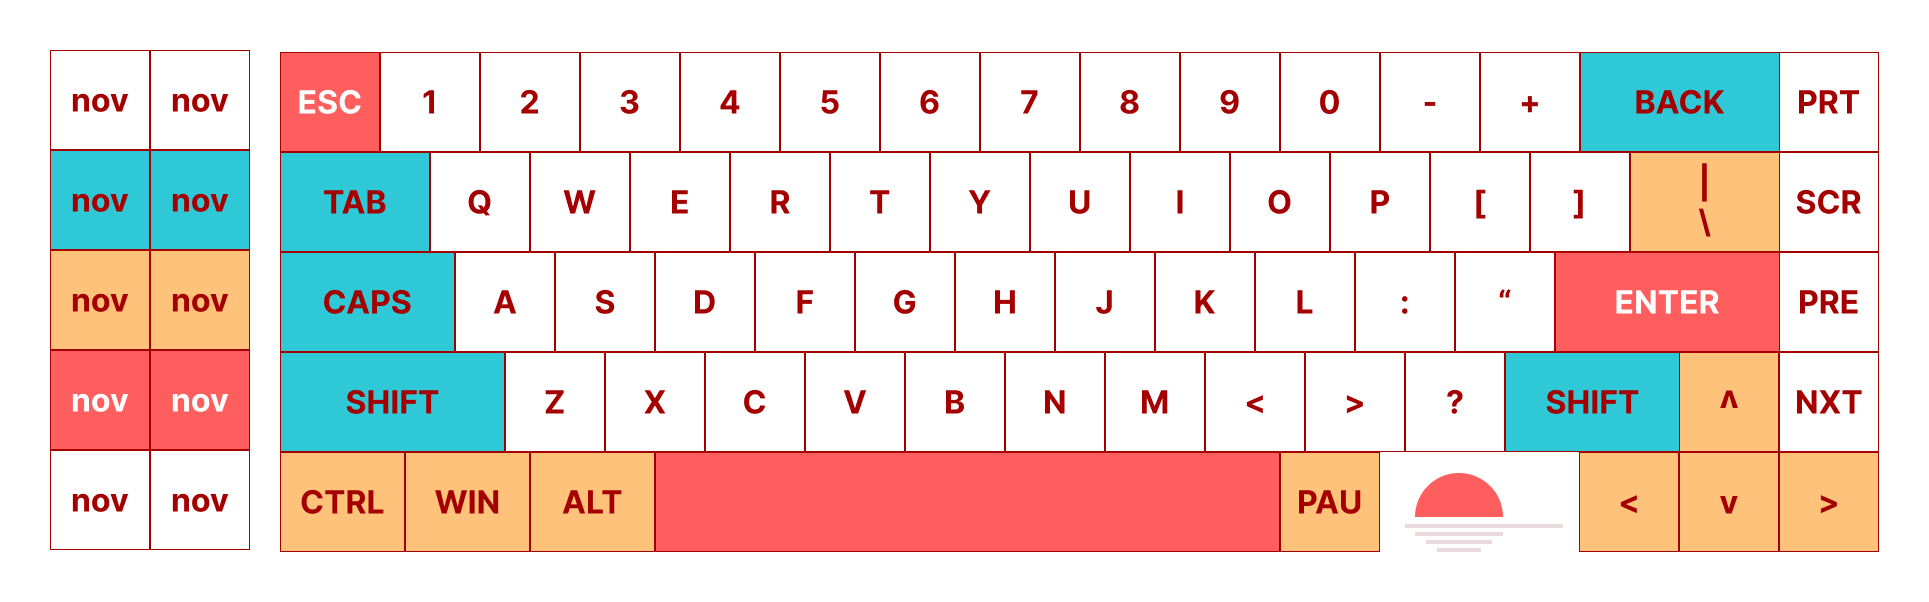 nov nov
nov nov
nov nov
nov nov
nov nov
ESC 1 2 3 4 5 6 7 8 9 0 - + BACK PRT
TAB Q W E R T Y U I O P [ ] | \ SCR
CAPS A S D F G H J K L : “ ENTER PRE
SHIFT Z X C V B N M < > ? SHIFT ^ NXT
CTRL WIN ALT PAU < v >